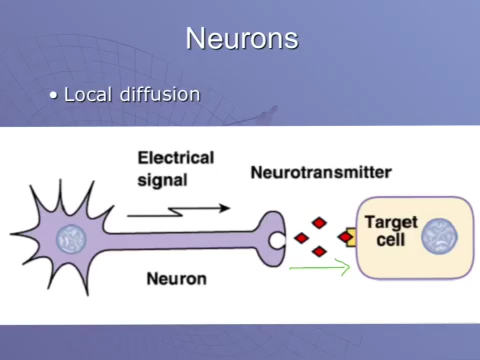 Neurons
• Local diffusion
Electrical
signal
Neurotransmitter
Target
cell
Neuron